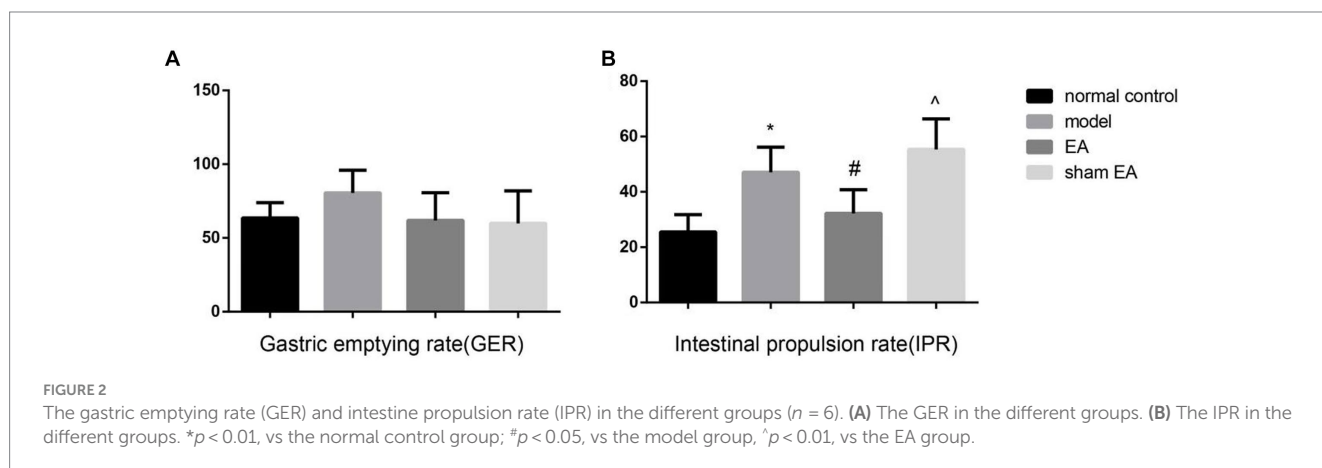 A
150
100
50
0
Gastric emptying rate(GER)
B
80
60
40
20
0
*
#
^
Intestinal propulsion rate(IPR)
normal control
model
EA
sham EA
FIGURE 2
The gastric emptying rate (GER) and intestine propulsion rate (IPR) in the different groups (n = 6). (A) The GER in the different groups. (B) The IPR in the
different groups. *p < 0.01, vs the normal control group; #p < 0.05, vs the model group, ^p < 0.01, vs the EA group.